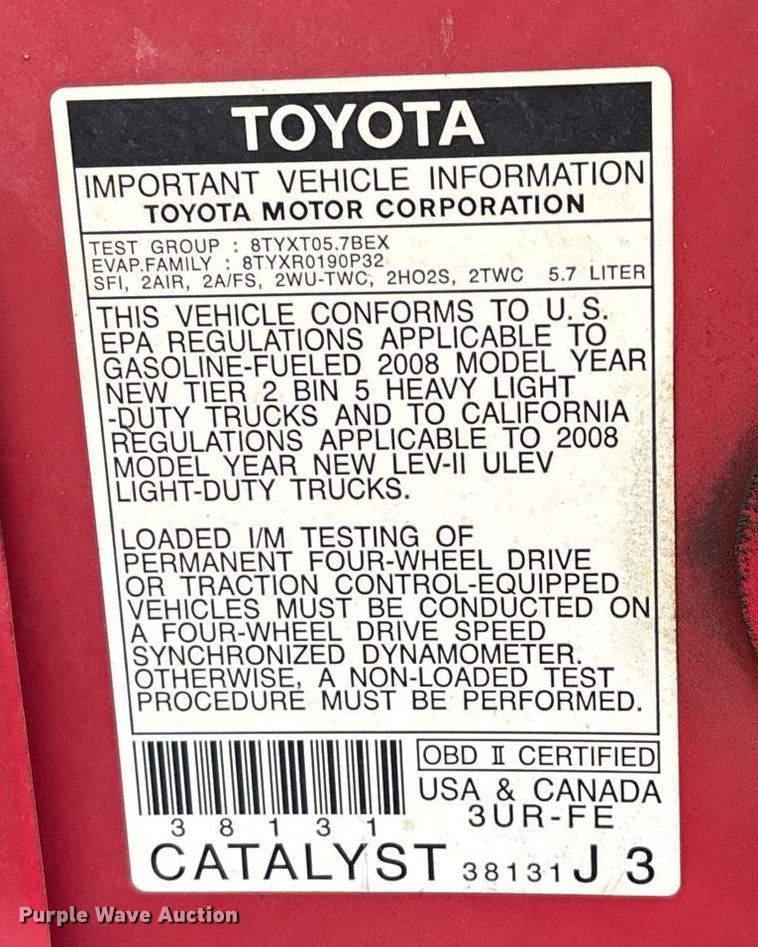 TOYOTA
IMPORTANT VEHICLE INFORMATION
TOYOTA MOTOR CORPORATION
TEST GROUP : 8TYXT05.7BEX
EVAP.FAMILY : 8TYXR0190P32
SFI, 2AIR, 2A/FS, 2WU-TWC, 2HO2S, 2TWC 5.7 LITER
THIS VEHICLE CONFORMS TO U.S.
EPA REGULATIONS APPLICABLE TO
GASOLINE-FUELED 2008 MODEL YEAR
NEW TIER 2 BIN 5 HEAVY LIGHT
-DUTY TRUCKS AND TO CALIFORNIA
REGULATIONS APPLICABLE TO 2008
MODEL YEAR NEW LEV-II ULEV
LIGHT-DUTY TRUCKS.
LOADED I/M TESTING OF
PERMANENT FOUR-WHEEL DRIVE
OR TRACTION CONTROL-EQUIPPED
VEHICLES MUST BE CONDUCTED ON
A FOUR-WHEEL DRIVE SPEED
SYNCHRONIZED DYNAMOMETER.
OTHERWISE, A NON-LOADED TEST
PROCEDURE MUST BE PERFORMED.
OBD II CERTIFIED
USA & CANADA
3UR-FE
3 8 1 3 1
CATALYST 38131 J 3
Purple Wave Auction